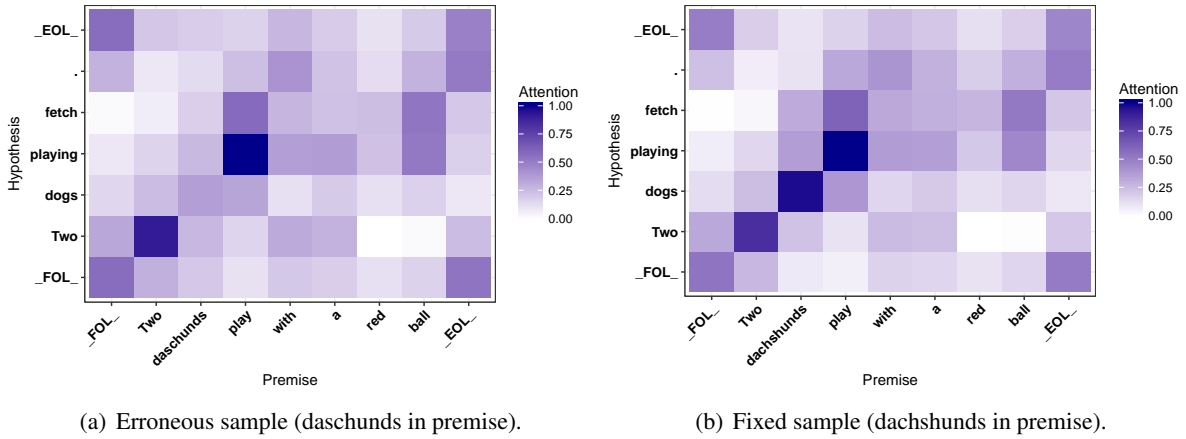 _EOL_
.
fetch
playing
dogs
Two
_FOL_
Hypothesis
_FOL_
Two
daschunds
play
with
a
red
ball
_EOL_
Premise
Attention
1.00
0.75
0.50
0.25
0.00
(a) Erroneous sample (daschunds in premise).
_EOL_
.
fetch
playing
dogs
Two
_FOL_
Hypothesis
_FOL_
Two
dachshunds
play
with
a
red
ball
_EOL_
Premise
Attention
1.00
0.75
0.50
0.25
0.00
(b) Fixed sample (dachshunds in premise).